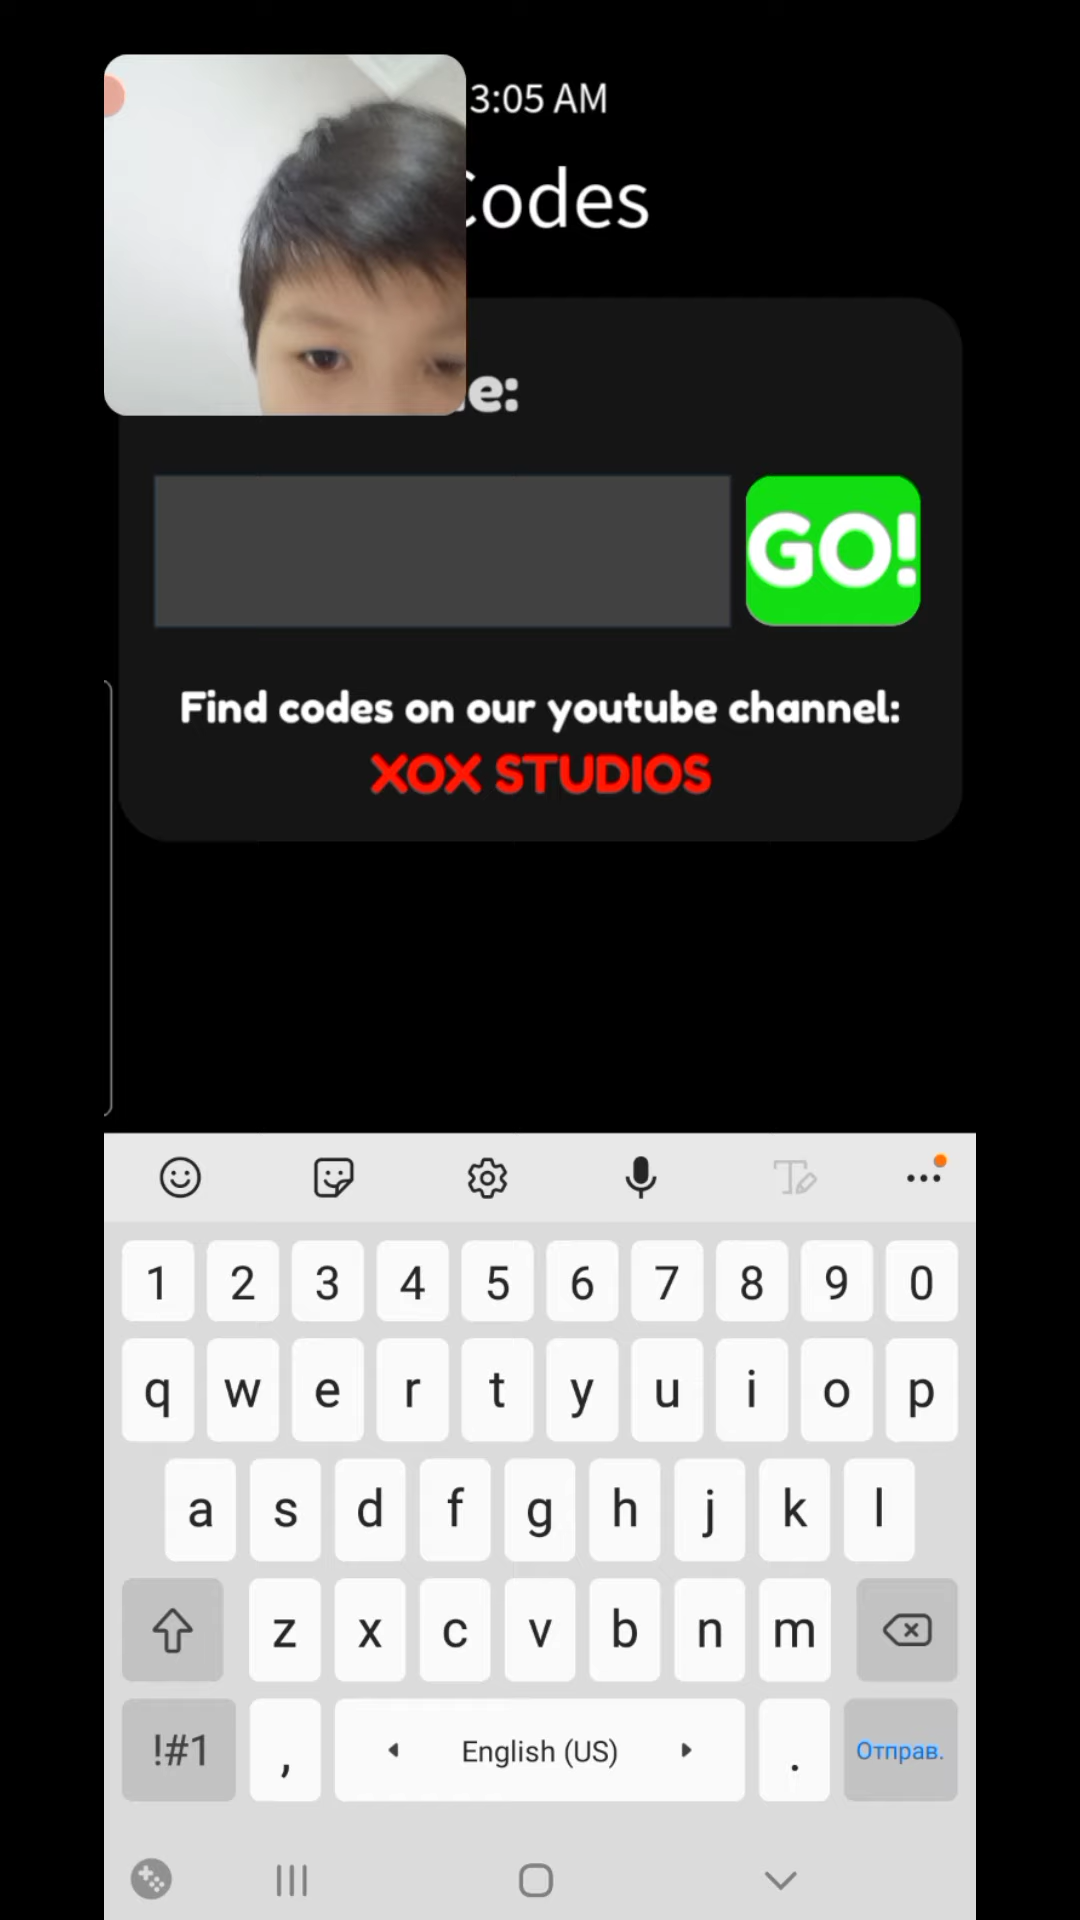 3:05 AM
Codes
e:
GO!
Find codes on our youtube channel:
XOX STUDIOS
1 2 3 4 5 6 7 8 9 0
q w e r t y u i o p
a s d f g h j k l
z x c v b n m
!#1 , English (US) . Отправ.